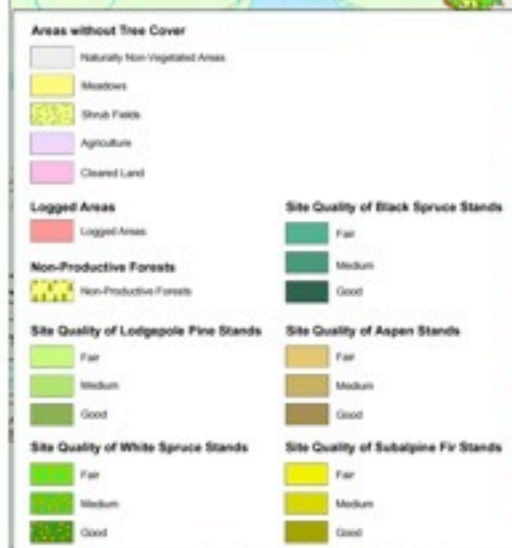 Areas without Tree Cover
Naturally Non-Vegetated Areas
Meadows
Shrub Fields
Agriculture
Cleared Land
Logged Areas
Logged Areas
Non-Productive Forests
Non-Productive Forests
Site Quality of Lodgepole Pine Stands
Fair
Medium
Good
Site Quality of White Spruce Stands
Fair
Medium
Good
Site Quality of Black Spruce Stands
Fair
Medium
Good
Site Quality of Aspen Stands
Fair
Medium
Good
Site Quality of Subalpine Fir Stands
Fair
Medium
Good